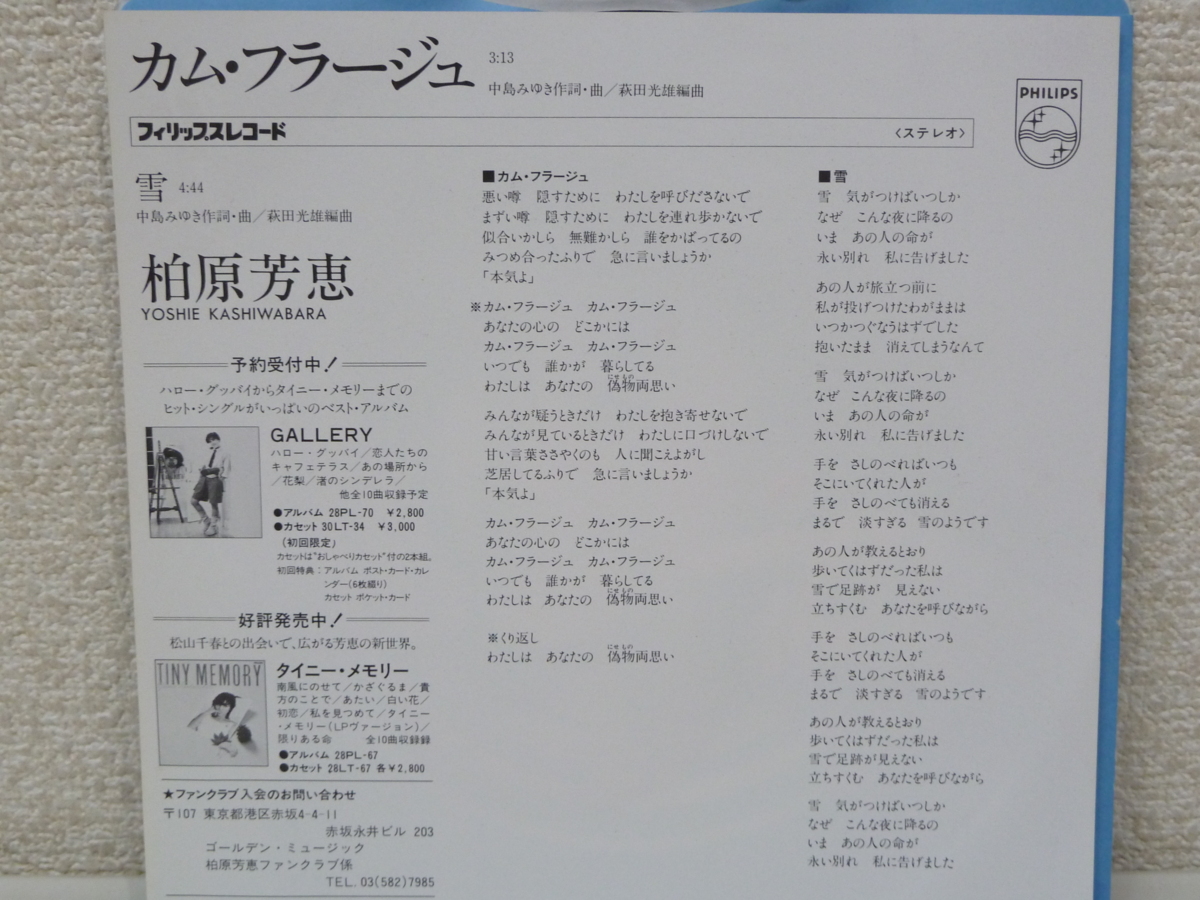 カム・フラージュ 3:13
中島みゆき作詞・曲／萩田光雄編曲
PHILIPS
フィリップスレコード 〈ステレオ〉
雪 4:44
中島みゆき作詞・曲／萩田光雄編曲
柏原芳恵
YOSHIE KASHIWABARA
予約受付中！
ハロー・グッバイからタイニー・メモリーまでの
ヒット・シングルがいっぱいのベスト・アルバム
GALLERY
ハロー・グッバイ／恋人たちの
キャフェテラス／あの場所から
／花梨／渚のシンデレラ／
他全10曲収録予定
●アルバム 28PL-70 ￥2,800
●カセット 30LT-34 ￥3,000
（初回限定）
カセットは“おしゃべりカセット”付の2本組。
初回特典：アルバム ポスト・カード・カレ
ンダー(6枚綴り)
カセット ポケット・カード
好評発売中！
松山千春との出会いで、広がる芳恵の新世界。
TINY MEMORY
タイニー・メモリー
南風にのせて／かざぐるま／貴
方のことで／あたい／白い花／
初恋／私を見つめて／タイニー
・メモリー(LPヴァージョン)／
限りある命 全10曲収録録
●アルバム 28PL-67
●カセット 28LT-67 各￥2,800
★ファンクラブ入会のお問い合わせ
〒107 東京都港区赤坂4-4-11
赤坂永井ビル 203
ゴールデン・ミュージック
柏原芳恵ファンクラブ係
TEL. 03(582)7985
■カム・フラージュ
悪い噂 隠すために わたしを呼びださないで
まずい噂 隠すために わたしを連れ歩かないで
似合いかしら 無難かしら 誰をかばってるの
みつめ合ったふりで 急に言いましょうか
「本気よ」
※カム・フラージュ カム・フラージュ
あなたの心の どこかには
カム・フラージュ カム・フラージュ
いつでも 誰かが 暮らしてる
わたしは あなたの 偽物両思い
にせもの
みんなが疑うときだけ わたしを抱き寄せないで
みんなが見ているときだけ わたしに口づけしないで
甘い言葉ささやくのも 人に聞こえよがし
芝居してるふりで 急に言いましょうか
「本気よ」
カム・フラージュ カム・フラージュ
あなたの心の どこかには
カム・フラージュ カム・フラージュ
いつでも 誰かが 暮らしてる
わたしは あなたの 偽物両思い
にせもの
※くり返し
わたしは あなたの 偽物両思い
にせもの
■雪
雪 気がつけばいつしか
なぜ こんな夜に降るの
いま あの人の命が
永い別れ 私に告げました
あの人が旅立つ前に
私が投げつけたわがままは
いつかつぐなうはずでした
抱いたまま 消えてしまうなんて
雪 気がつけばいつしか
なぜ こんな夜に降るの
いま あの人の命が
永い別れ 私に告げました
手を さしのべればいつも
そこにいてくれた人が
手を さしのべても消える
まるで 淡すぎる 雪のようです
あの人が教えるとおり
歩いてくはずだった私は
雪で足跡が 見えない
立ちすくむ あなたを呼びながら
手を さしのべればいつも
そこにいてくれた人が
手を さしのべても消える
まるで 淡すぎる 雪のようです
あの人が教えるとおり
歩いてくはずだった私は
雪で足跡が見えない
立ちすくむ あなたを呼びながら
雪 気がつけばいつしか
なぜ こんな夜に降るの
いま あの人の命が
永い別れ 私に告げました